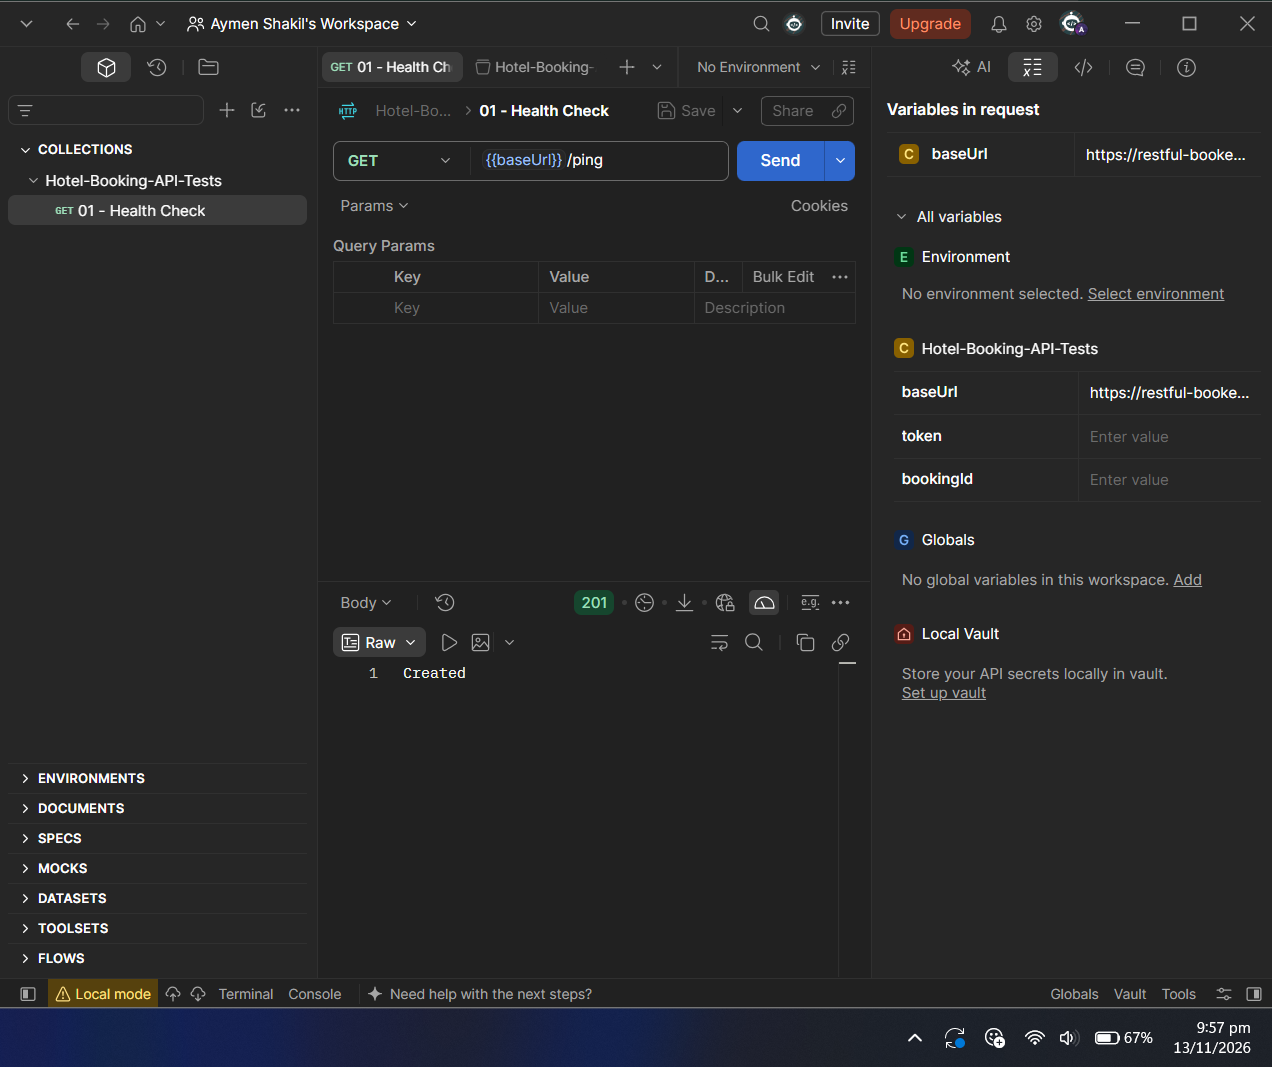 Aymen Shakil's Workspace
Invite
Upgrade
A
GET 01 - Health Ch
Hotel-Booking-
No Environment
AI
HTTP
Hotel-Bo...
01 - Health Check
Save
Share
GET
{{baseUrl}} /ping
Send
Params
Cookies
Query Params
Key
Value
D...
Bulk Edit
Key
Value
Description
COLLECTIONS
Hotel-Booking-API-Tests
GET 01 - Health Check
Variables in request
C baseUrl
https://restful-booke...
All variables
E Environment
No environment selected. Select environment
C Hotel-Booking-API-Tests
baseUrl
https://restful-booke...
token
Enter value
bookingId
Enter value
G Globals
No global variables in this workspace. Add
Local Vault
Store your API secrets locally in vault.
Set up vault
Body
201
e.g.
Raw
1 Created
ENVIRONMENTS
DOCUMENTS
SPECS
MOCKS
DATASETS
TOOLSETS
FLOWS
Local mode
Terminal
Console
Need help with the next steps?
Globals
Vault
Tools
67%
9:57 pm
13/11/2026